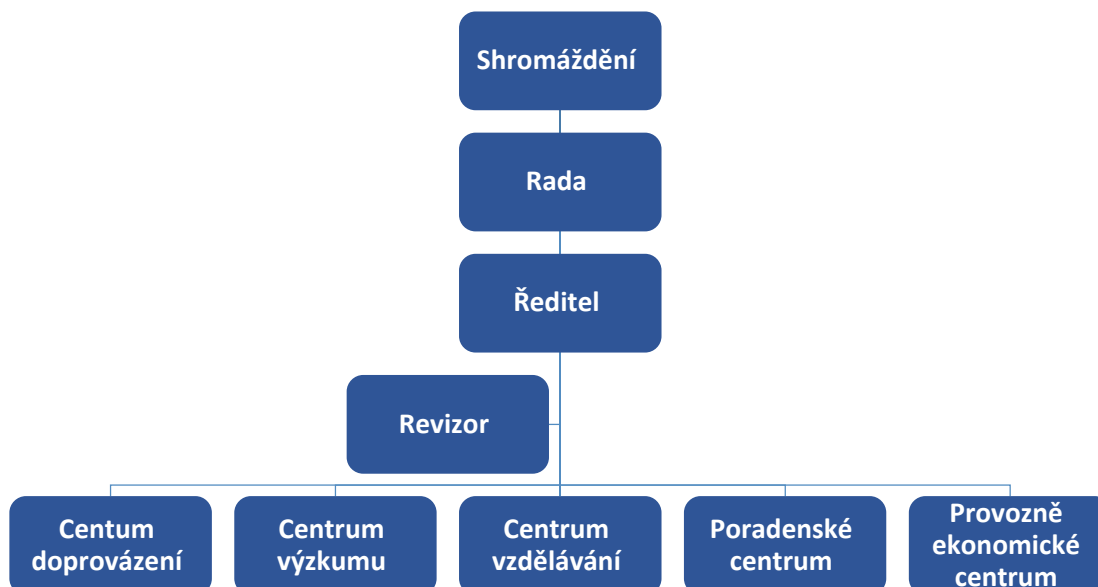 Shromáždění
Rada
Ředitel
Revizor
Centum
doprovázení
Centrum
výzkumu
Centrum
vzdělávání
Poradenské
centrum
Provozně
ekonomické
centrum